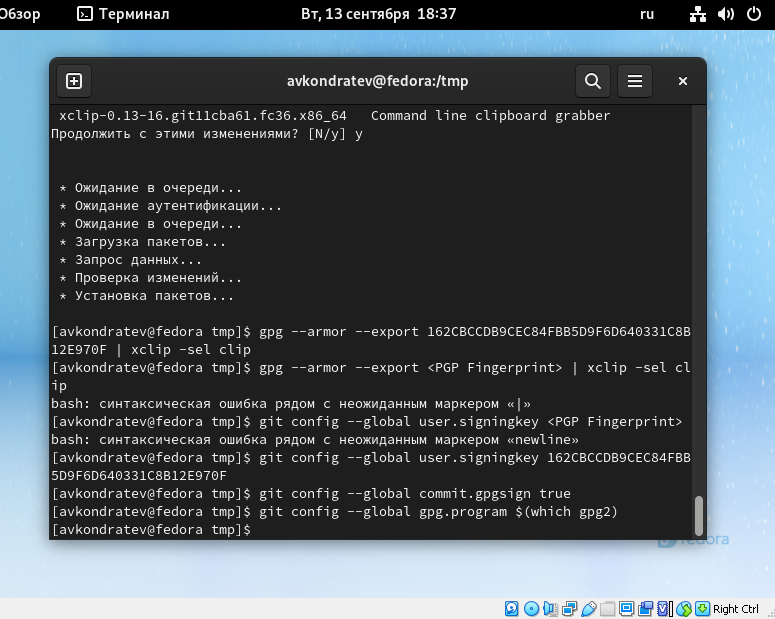 Обзор
Терминал
Вт, 13 сентября 18:37
ru
avkondratev@fedora:/tmp
xclip-0.13-16.git11cba61.fc36.x86_64   Command line clipboard grabber
Продолжить с этими изменениями? [N/y] y
* Ожидание в очереди...
* Ожидание аутентификации...
* Ожидание в очереди...
* Загрузка пакетов...
* Запрос данных...
* Проверка изменений...
* Установка пакетов...
[avkondratev@fedora tmp]$ gpg --armor --export 162CBCCDB9CEC84FBB5D9F6D640331C8B
12E970F | xclip -sel clip
[avkondratev@fedora tmp]$ gpg --armor --export <PGP Fingerprint> | xclip -sel cl
ip
bash: синтаксическая ошибка рядом с неожиданным маркером «|»
[avkondratev@fedora tmp]$ git config --global user.signingkey <PGP Fingerprint>
bash: синтаксическая ошибка рядом с неожиданным маркером «newline»
[avkondratev@fedora tmp]$ git config --global user.signingkey 162CBCCDB9CEC84FBB
5D9F6D640331C8B12E970F
[avkondratev@fedora tmp]$ git config --global commit.gpgsign true
[avkondratev@fedora tmp]$ git config --global gpg.program $(which gpg2)
[avkondratev@fedora tmp]$
fedora
Right Ctrl